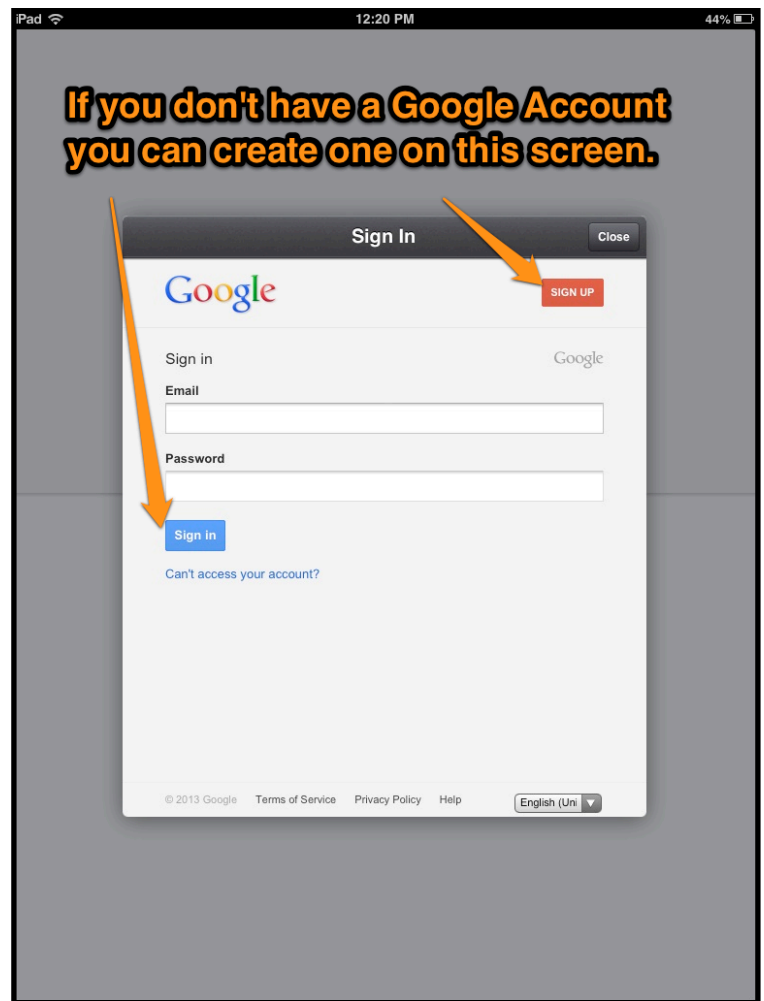 iPad 12:20 PM 44%
If you don't have a Google Account
you can create one on this screen.
Sign In Close
Google SIGN UP
Sign in Google
Email
Password
Sign in
Can't access your account?
© 2013 Google Terms of Service Privacy Policy Help English (Uni